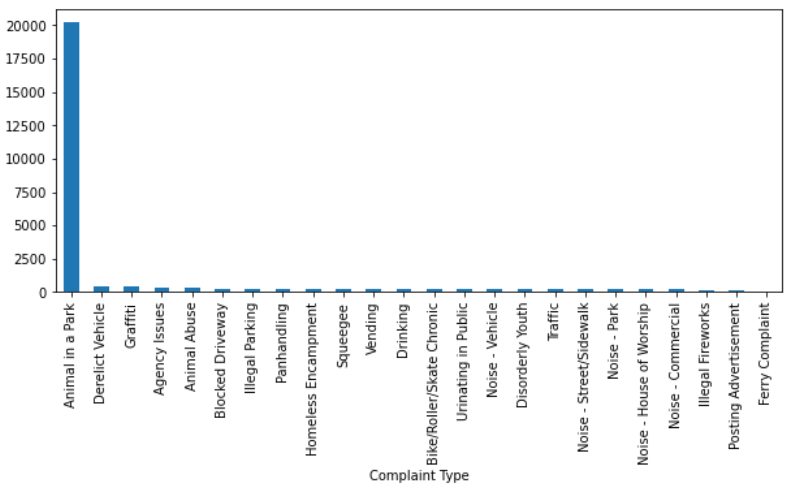 20000
17500
15000
12500
10000
7500
5000
2500
0
Animal in a Park
Derelict Vehicle
Graffiti
Agency Issues
Animal Abuse
Blocked Driveway
Illegal Parking
Panhandling
Homeless Encampment
Squeegee
Vending
Drinking
Bike/Roller/Skate Chronic
Urinating in Public
Noise - Vehicle
Disorderly Youth
Traffic
Noise - Street/Sidewalk
Noise - Park
Noise - House of Worship
Noise - Commercial
Illegal Fireworks
Posting Advertisement
Ferry Complaint
Complaint Type